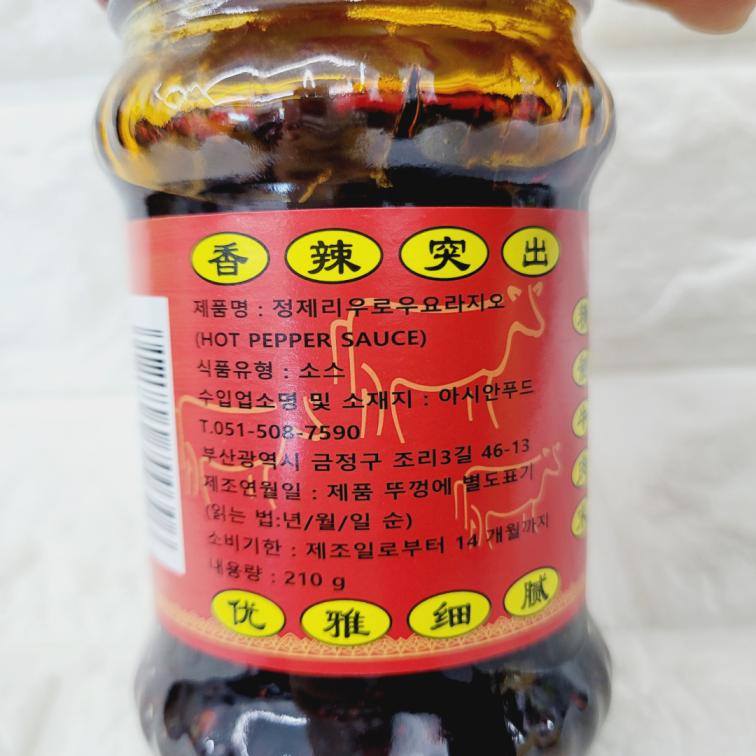 香辣突出
제품명 : 정제리우로우요라지오
(HOT PEPPER SAUCE)
식품유형 : 소스
수입업소명 및 소재지 : 아시안푸드
T.051-508-7590
부산광역시 금정구 조리3길 46-13
제조연월일 : 제품 뚜껑에 별도표기
(읽는 법:년/월/일 순)
소비기한 : 제조일로부터 14 개월까지
내용량 : 210 g
优雅细腻